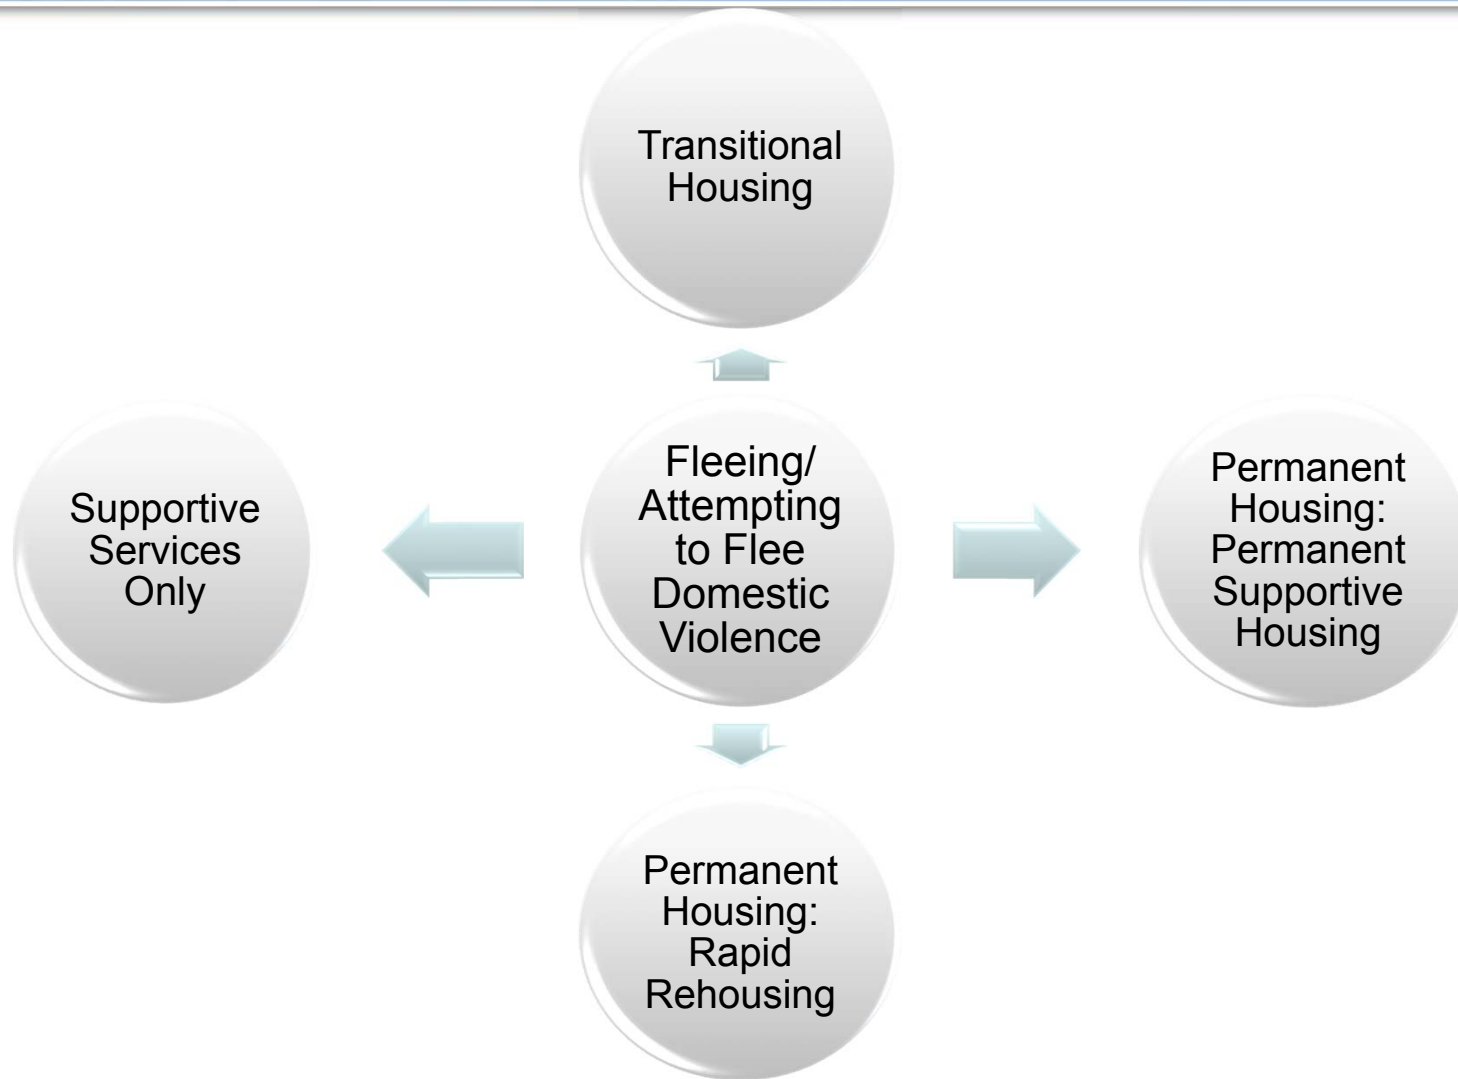 Transitional
Housing
Supportive
Services
Only
Fleeing/
Attempting
to Flee
Domestic
Violence
Permanent
Housing:
Permanent
Supportive
Housing
Permanent
Housing:
Rapid
Rehousing